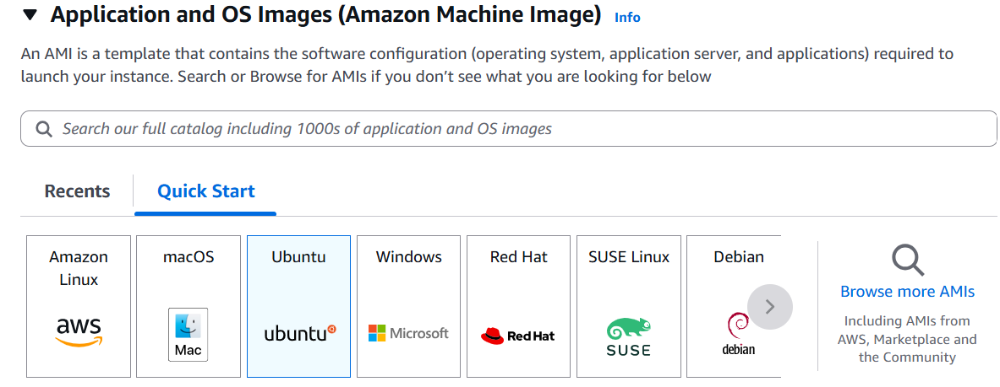 Application and OS Images (Amazon Machine Image) Info
An AMI is a template that contains the software configuration (operating system, application server, and applications) required to
launch your instance. Search or Browse for AMIs if you don’t see what you are looking for below
Search our full catalog including 1000s of application and OS images
Recents
Quick Start
Amazon
Linux
aws
macOS
Mac
Ubuntu
ubuntu
Windows
Microsoft
Red Hat
Red Hat
SUSE Linux
SUSE
Debian
debian
Browse more AMIs
Including AMIs from
AWS, Marketplace and
the Community